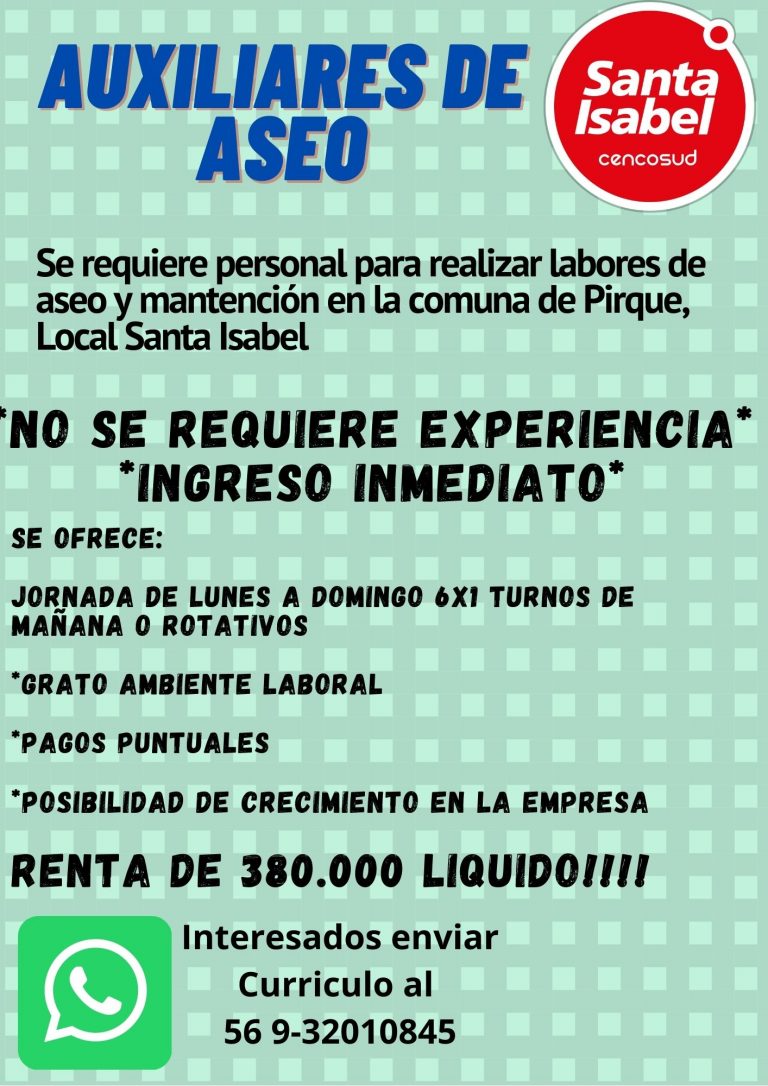 AUXILIARES DE
ASEO
Santa
Isabel
cencosud
Se requiere personal para realizar labores de
aseo y mantención en la comuna de Pirque,
Local Santa Isabel
*NO SE REQUIERE EXPERIENCIA*
*INGRESO INMEDIATO*
SE OFRECE:
JORNADA DE LUNES A DOMINGO 6X1 TURNOS DE
MAÑANA O ROTATIVOS
*GRATO AMBIENTE LABORAL
*PAGOS PUNTUALES
*POSIBILIDAD DE CRECIMIENTO EN LA EMPRESA
RENTA DE 380.000 LIQUIDO!!!!
Interesados enviar
Curriculo al
56 9-32010845